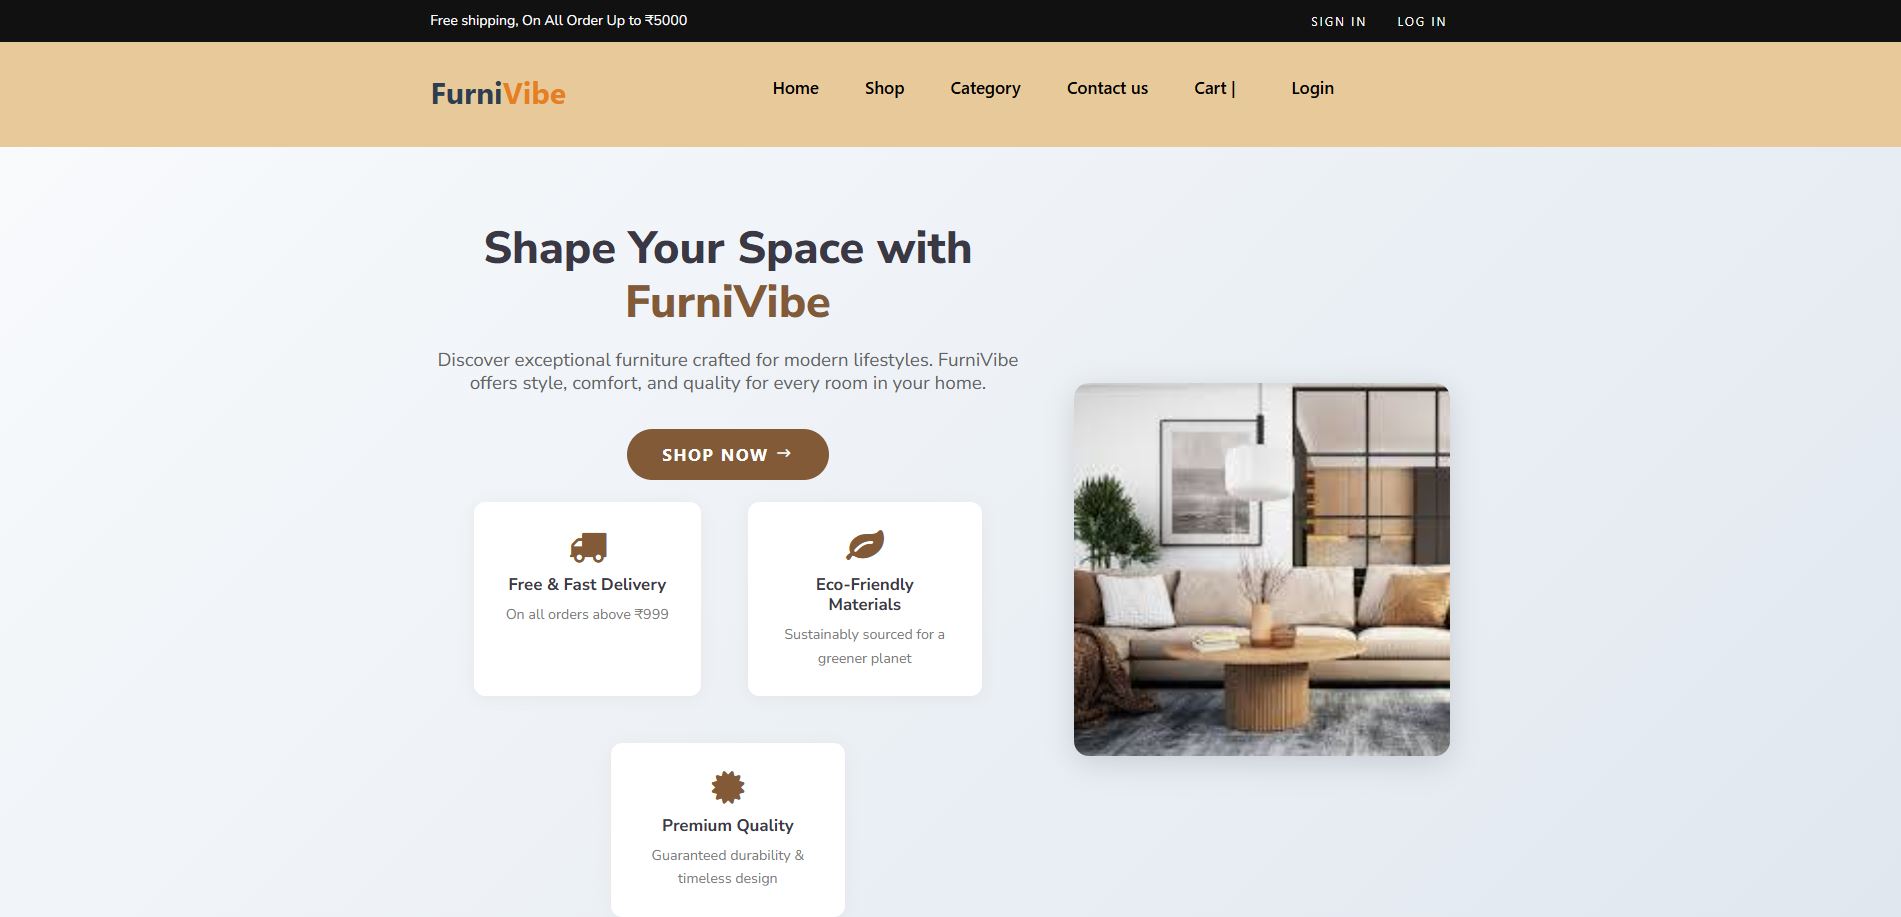 Free shipping, On All Order Up to ₹5000
SIGN IN
LOG IN
FurniVibe
Home
Shop
Category
Contact us
Cart |
Login
Shape Your Space with
FurniVibe
Discover exceptional furniture crafted for modern lifestyles. FurniVibe
offers style, comfort, and quality for every room in your home.
SHOP NOW →
Free & Fast Delivery
On all orders above ₹999
Eco-Friendly
Materials
Sustainably sourced for a
greener planet
Premium Quality
Guaranteed durability &
timeless design